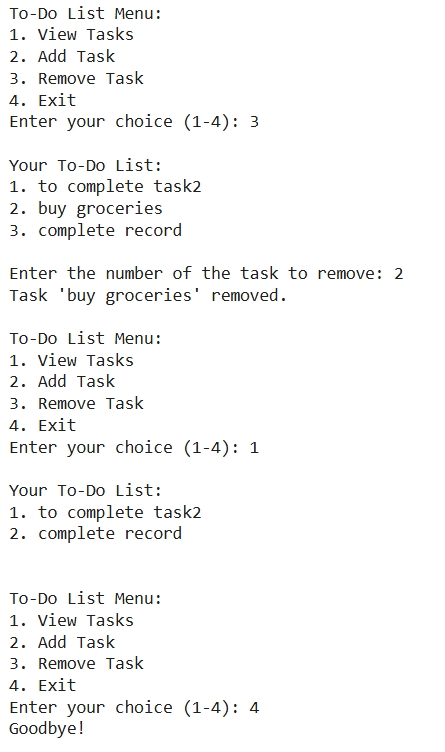 To-Do List Menu:
1. View Tasks
2. Add Task
3. Remove Task
4. Exit
Enter your choice (1-4): 3
Your To-Do List:
1. to complete task2
2. buy groceries
3. complete record
Enter the number of the task to remove: 2
Task 'buy groceries' removed.
To-Do List Menu:
1. View Tasks
2. Add Task
3. Remove Task
4. Exit
Enter your choice (1-4): 1
Your To-Do List:
1. to complete task2
2. complete record
To-Do List Menu:
1. View Tasks
2. Add Task
3. Remove Task
4. Exit
Enter your choice (1-4): 4
Goodbye!